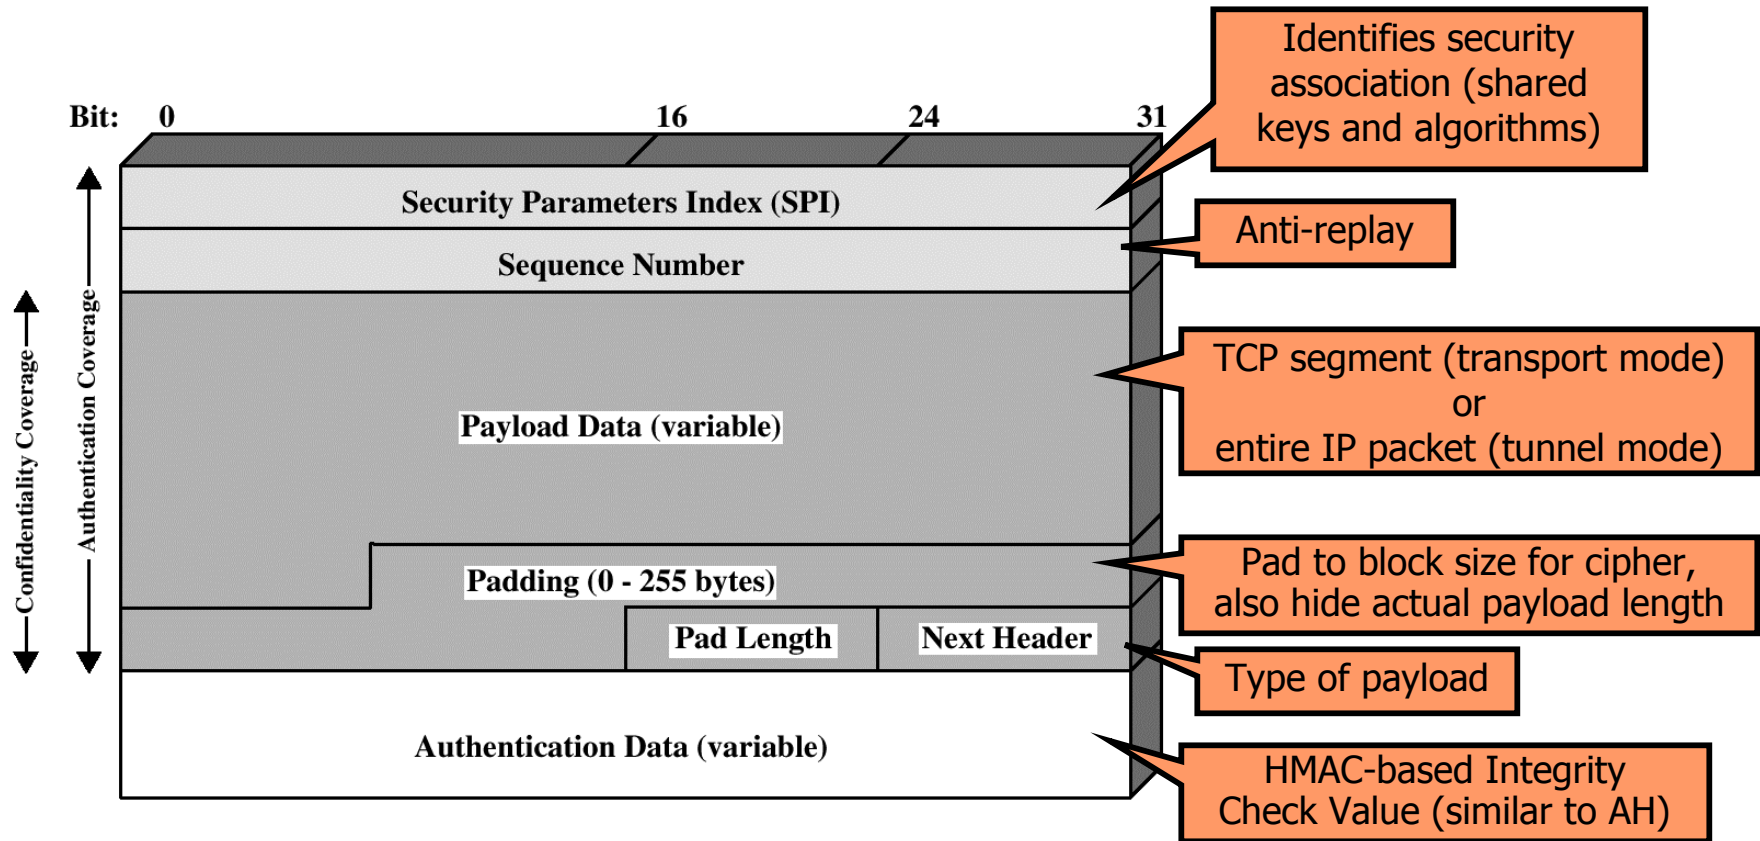 Identifies security
association (shared
keys and algorithms)
Bit: 0 16 24 31
Security Parameters Index (SPI)
Anti-replay
Sequence Number
Confidentiality Coverage
Authentication Coverage
TCP segment (transport mode)
or
entire IP packet (tunnel mode)
Payload Data (variable)
Padding (0 - 255 bytes)
Pad to block size for cipher,
also hide actual payload length
Pad Length Next Header
Type of payload
Authentication Data (variable)
HMAC-based Integrity
Check Value (similar to AH)